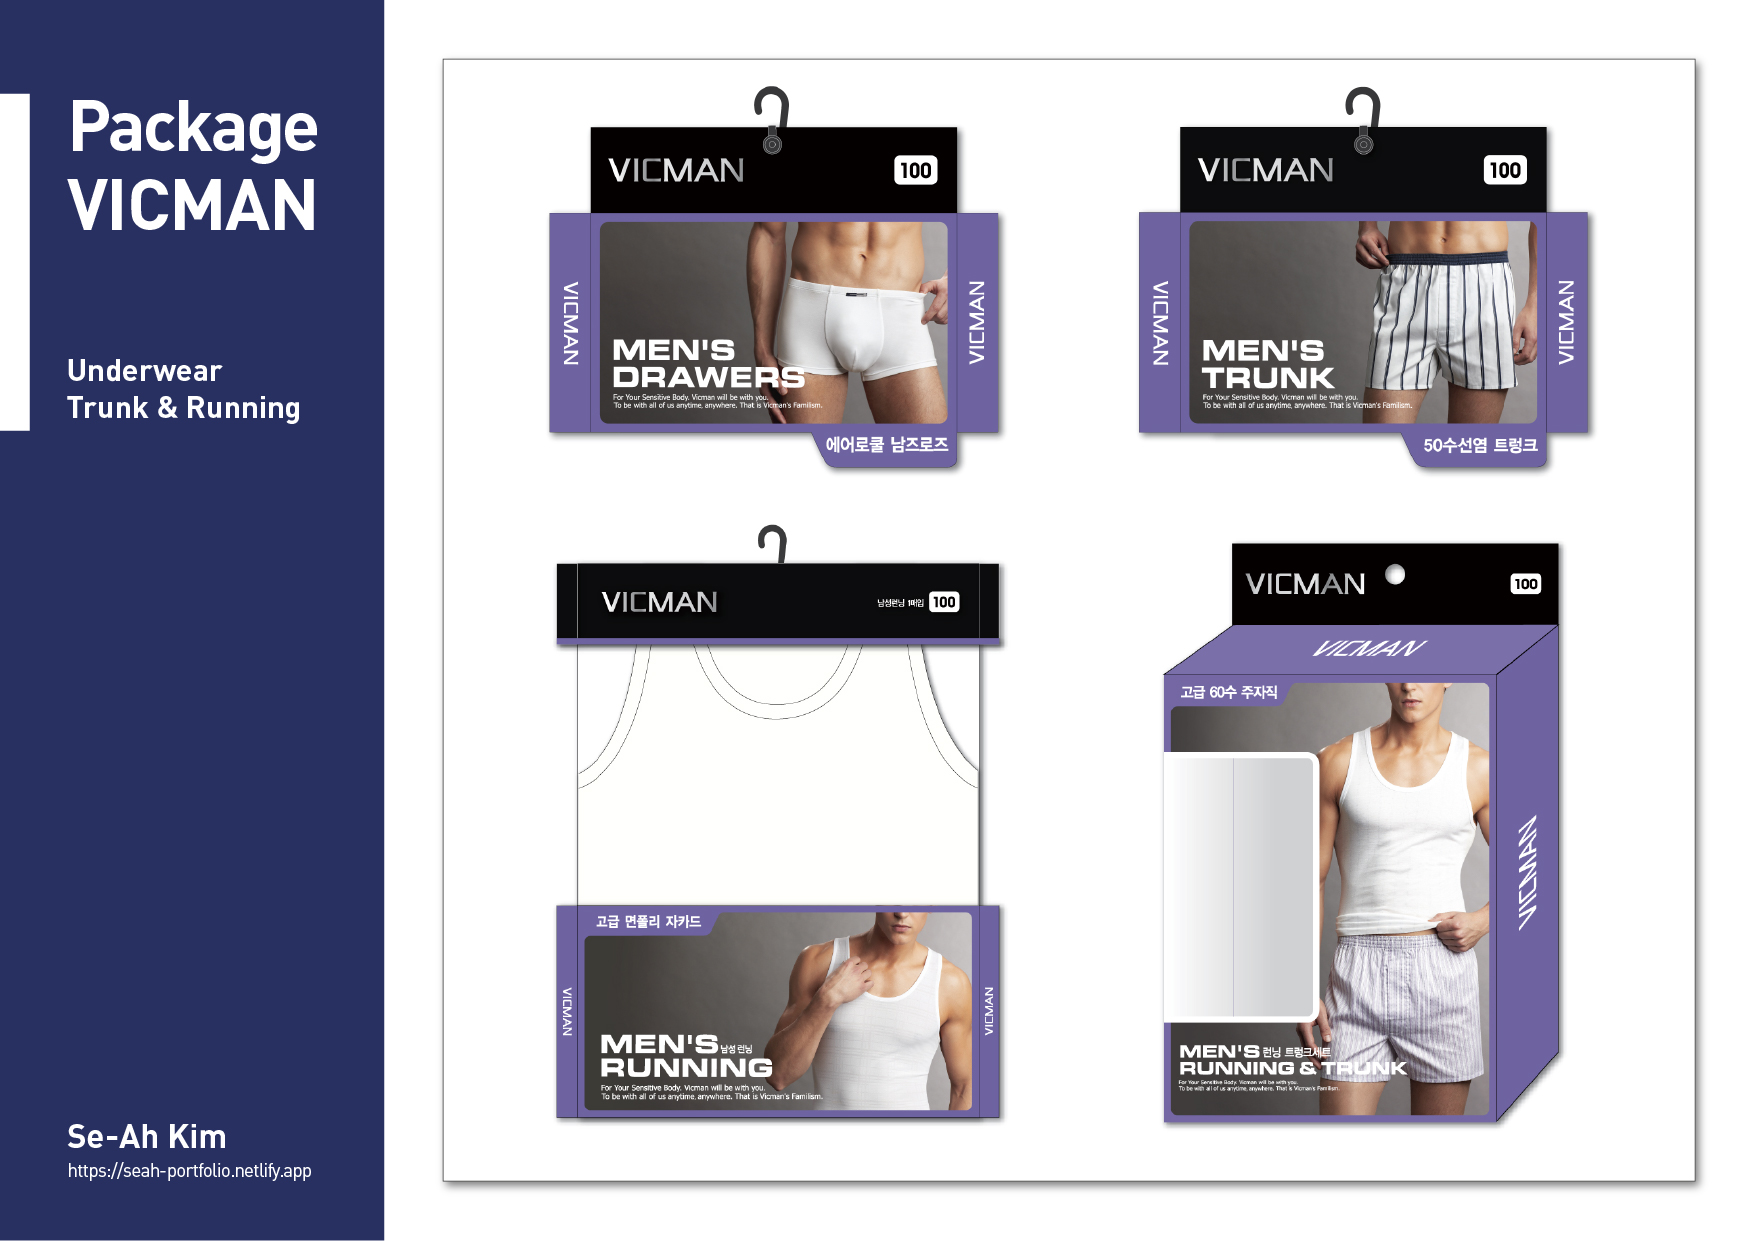 Package
VICMAN
Underwear
Trunk & Running
Se-Ah Kim
https://seah-portfolio.netlify.app
VICMAN
100
VICMAN
VICMAN
MEN'S
DRAWERS
For Your Sensitive Body. Vicman will be with you.
To be with all of us anytime, anywhere. That is Vicman's Familism.
에어로쿨 남즈로즈
VICMAN
100
VICMAN
VICMAN
MEN'S
TRUNK
For Your Sensitive Body. Vicman will be with you.
To be with all of us anytime, anywhere. That is Vicman's Familism.
50수선염 트렁크
VICMAN
남성런닝 1매입 100
고급 면폴리 자카드
VICMAN
VICMAN
MEN'S 남성 런닝
RUNNING
For Your Sensitive Body. Vicman will be with you.
To be with all of us anytime, anywhere. That is Vicman's Familism.
VICMAN
100
VICMAN
고급 60수 주자직
VICMAN
MEN'S 런닝 트렁크세트
RUNNING & TRUNK
For Your Sensitive Body. Vicman will be with you.
To be with all of us anytime, anywhere. That is Vicman's Familism.